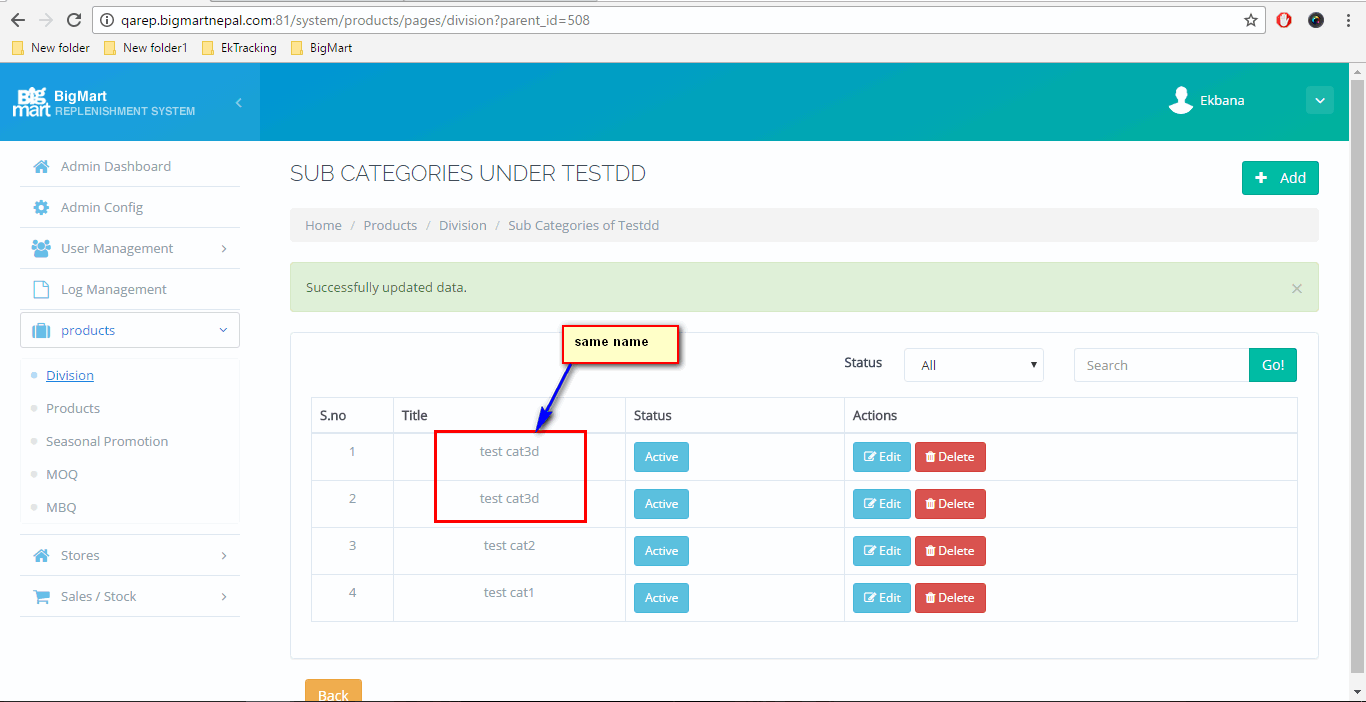 qarep.bigmartnepal.com:81/system/products/pages/division?parent_id=508
New folder New folder1 EkTracking BigMart
BIG mart BigMart
REPLENISHMENT SYSTEM
Ekbana
Admin Dashboard
Admin Config
User Management
Log Management
products
Division
Products
Seasonal Promotion
MOQ
MBQ
Stores
Sales / Stock
SUB CATEGORIES UNDER TESTDD
+ Add
Home / Products / Division / Sub Categories of Testdd
Successfully updated data. ×
same name
Status All Search Go!
S.no Title Status Actions
1 test cat3d Active Edit Delete
2 test cat3d Active Edit Delete
3 test cat2 Active Edit Delete
4 test cat1 Active Edit Delete
Back